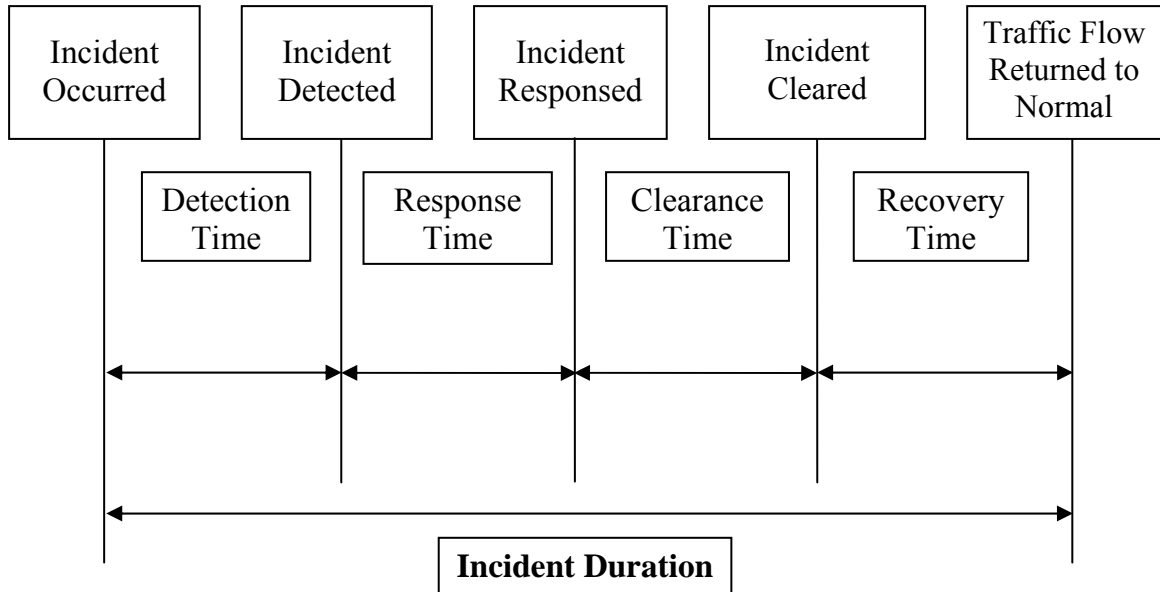 Incident
Occurred
Incident
Detected
Incident
Responsed
Incident
Cleared
Traffic Flow
Returned to
Normal
Detection
Time
Response
Time
Clearance
Time
Recovery
Time
Incident Duration